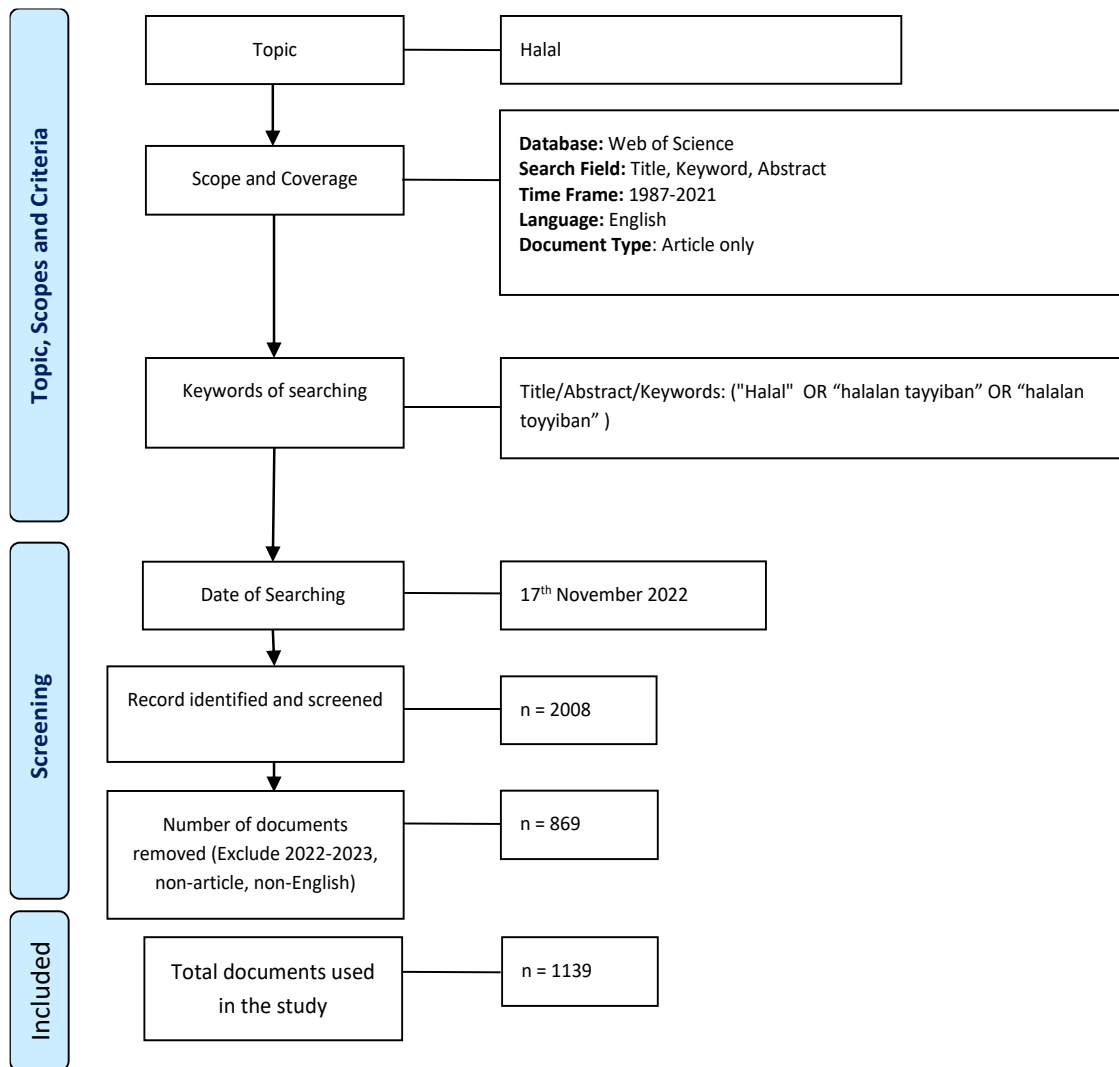 Topic, Scopes and Criteria
Topic
Halal
Scope and Coverage
Database: Web of Science
Search Field: Title, Keyword, Abstract
Time Frame: 1987-2021
Language: English
Document Type: Article only
Keywords of searching
Title/Abstract/Keywords: ("Halal" OR “halalan tayyiban” OR “halalan
toyyiban” )
Screening
Date of Searching
17th November 2022
Record identified and screened
n = 2008
Number of documents
removed (Exclude 2022-2023,
non-article, non-English)
n = 869
Included
Total documents used
in the study
n = 1139